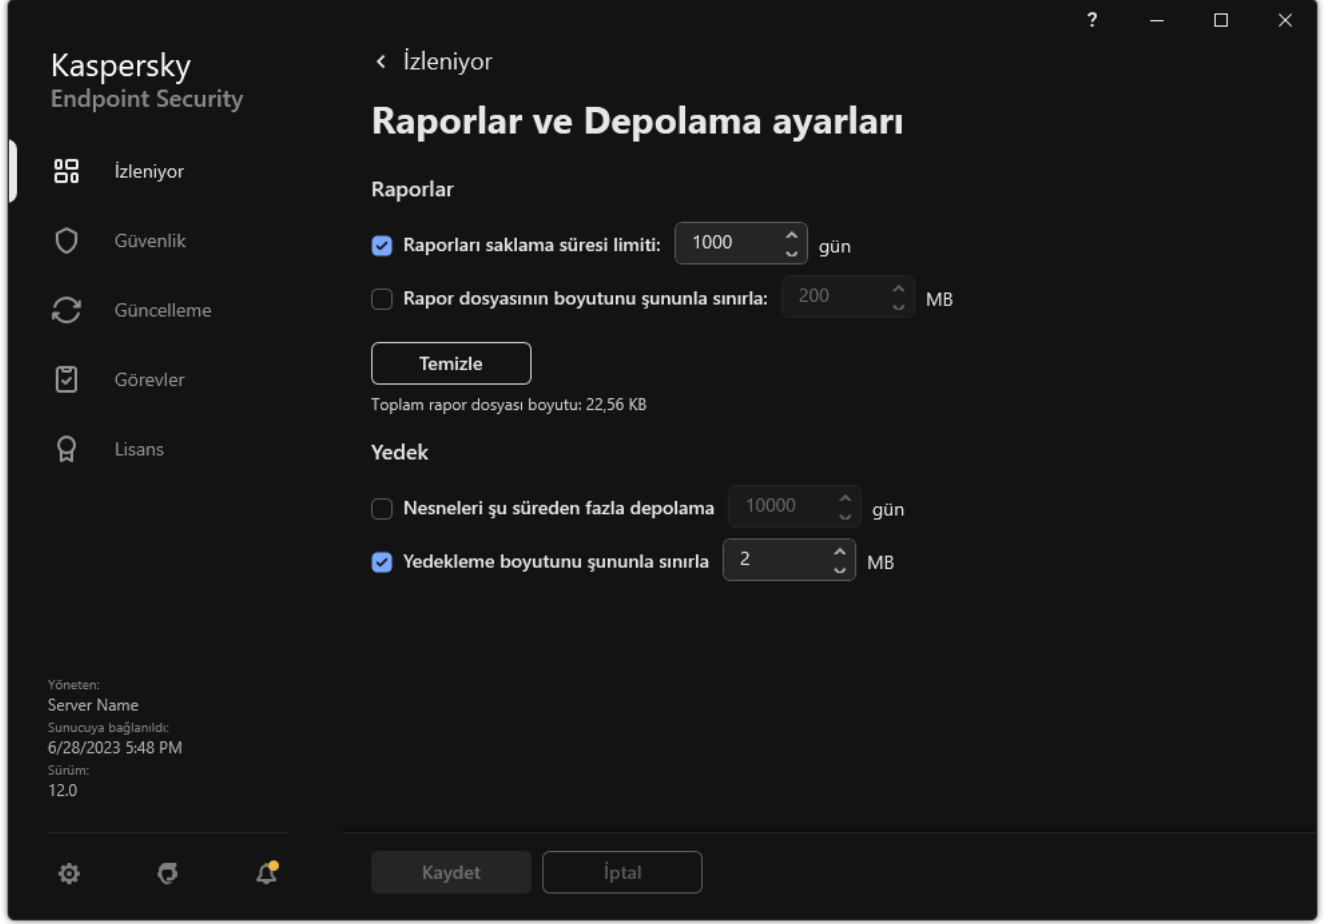 ?
Kaspersky
Endpoint Security
İzleniyor
Güvenlik
Güncelleme
Görevler
Lisans
Yöneten:
Server Name
Sunucuya bağlanıldı:
6/28/2023 5:48 PM
Sürüm:
12.0
İzleniyor
Raporlar ve Depolama ayarları
Raporlar
Raporları saklama süresi limiti: 1000 gün
Rapor dosyasının boyutunu şununla sınırla: 200 MB
Temizle
Toplam rapor dosyası boyutu: 22,56 KB
Yedek
Nesneleri şu süreden fazla depolama 10000 gün
Yedekleme boyutunu şununla sınırla 2 MB
Kaydet İptal